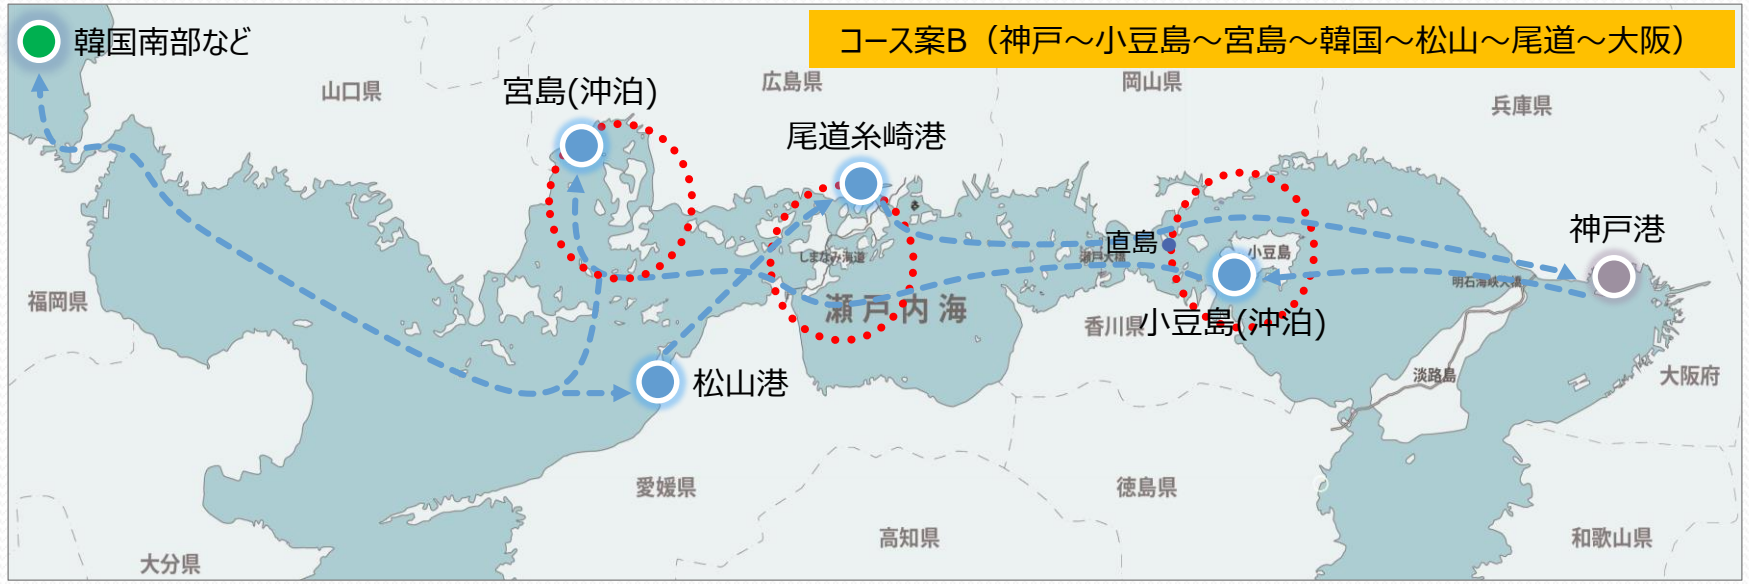 コース案B（神戸～小豆島～宮島～韓国～松山～尾道～大阪）
韓国南部など
山口県
宮島(沖泊)
広島県
岡山県
兵庫県
尾道糸崎港
しまなみ海道
瀬戸内海
直島
瀬戸大橋
小豆島
小豆島(沖泊)
神戸港
明石海峡大橋
福岡県
香川県
松山港
淡路島
大阪府
愛媛県
徳島県
高知県
和歌山県
大分県